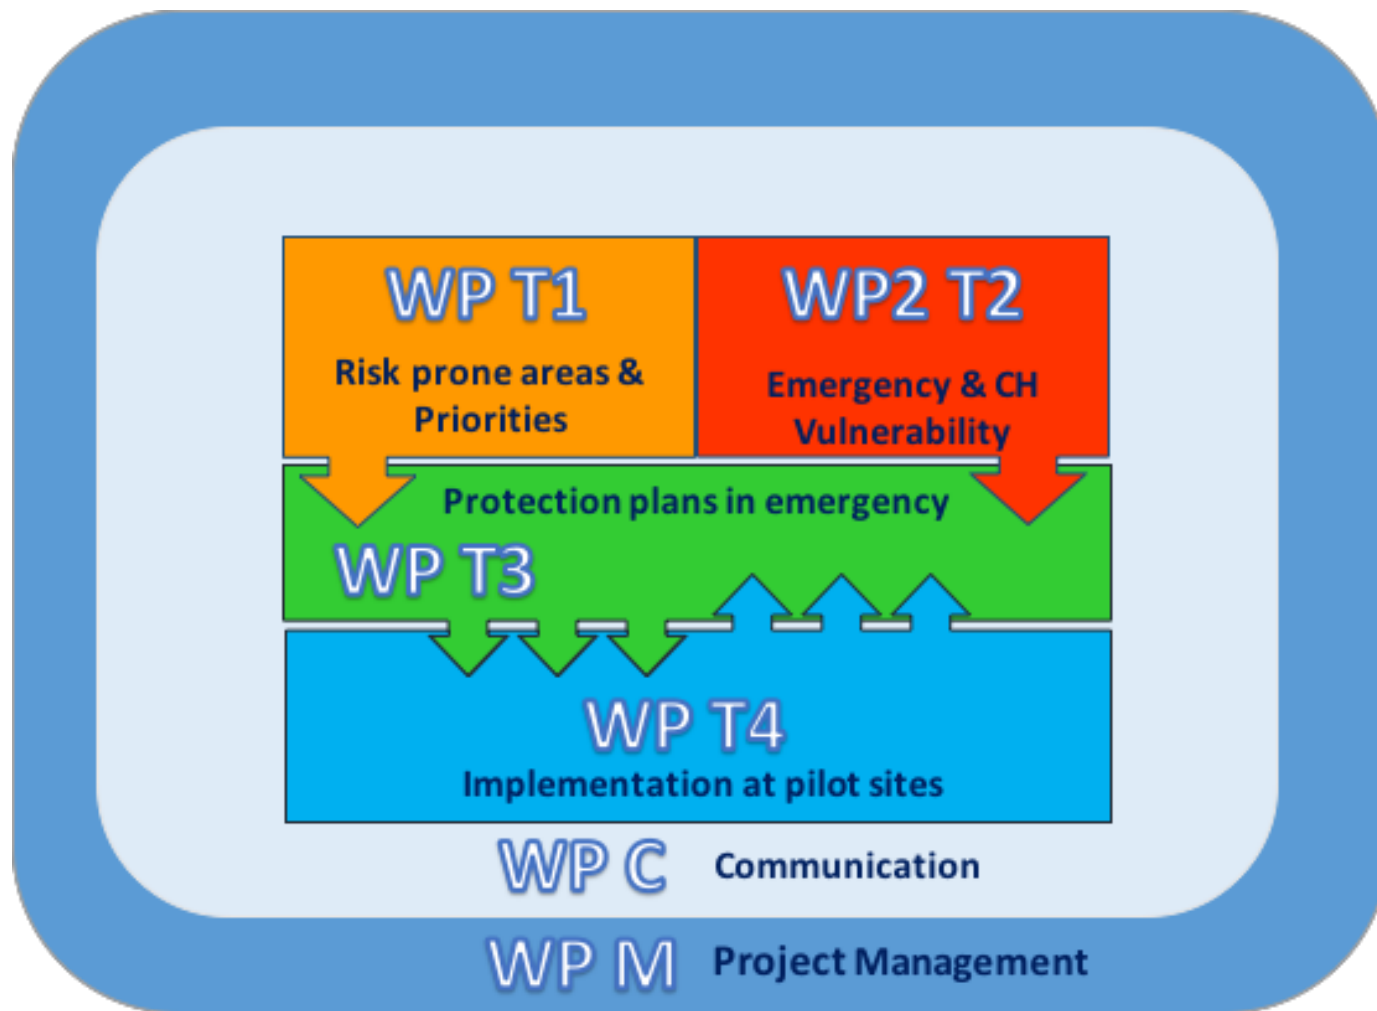 WP T1
Risk prone areas &
Priorities
WP2 T2
Emergency & CH
Vulnerability
Protection plans in emergency
WP T3
WP T4
Implementation at pilot sites
WP C Communication
WP M Project Management